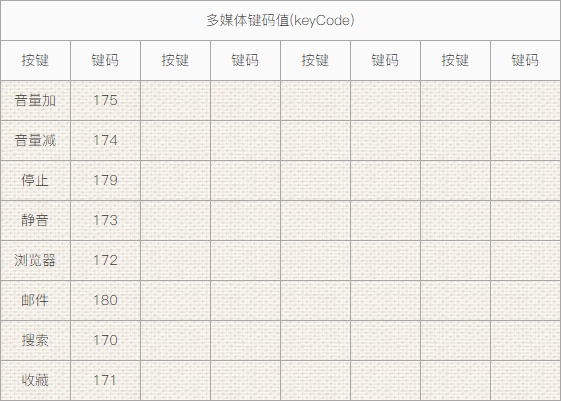 多媒体键码值(keyCode)
按键 键码 按键 键码 按键 键码 按键 键码
音量加 175
音量减 174
停止 179
静音 173
浏览器 172
邮件 180
搜索 170
收藏 171